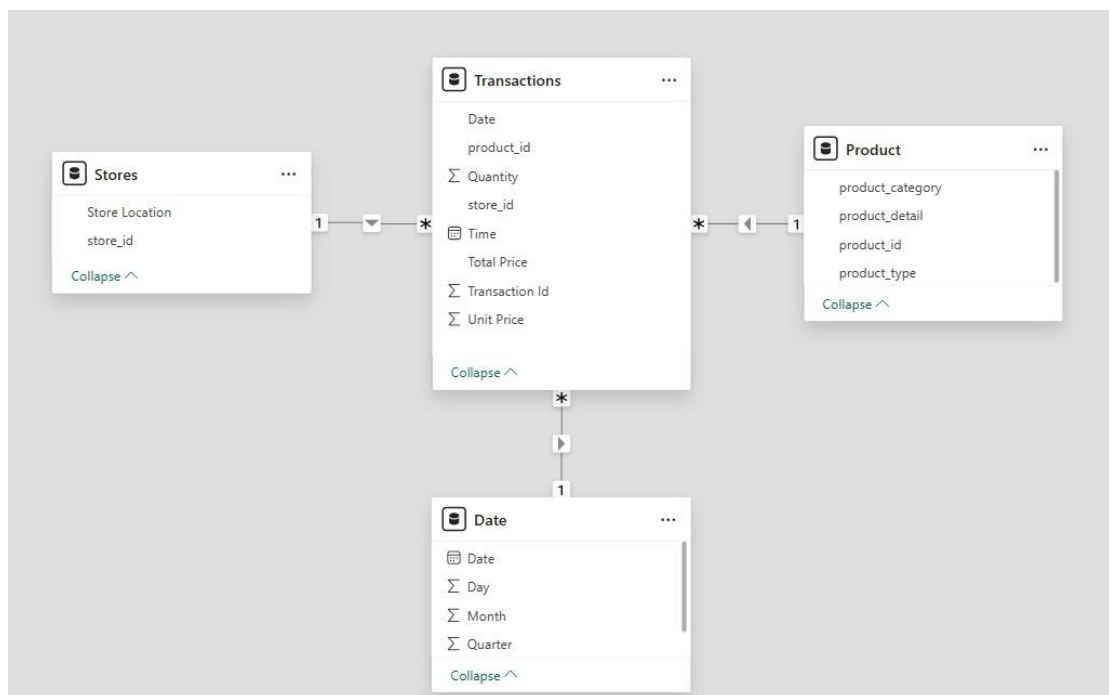 Transactions
Date
product_id
Σ Quantity
store_id
Time
Total Price
Σ Transaction Id
Σ Unit Price
Collapse
Stores
Store Location
store_id
Collapse
1
*
Product
product_category
product_detail
product_id
product_type
Collapse
*
1
*
1
Date
Date
Σ Day
Σ Month
Σ Quarter
Collapse